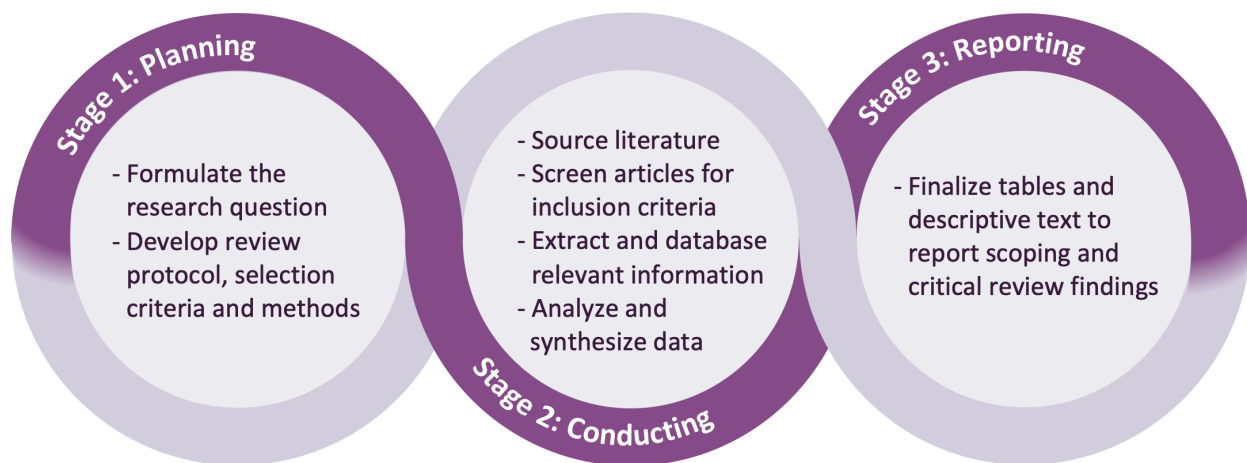 Stage 1: Planning
- Formulate the
research question
- Develop review
protocol, selection
criteria and methods
- Source literature
- Screen articles for
inclusion criteria
- Extract and database
relevant information
- Analyze and
synthesize data
Stage 2: Conducting
Stage 3: Reporting
- Finalize tables and
descriptive text to
report scoping and
critical review findings